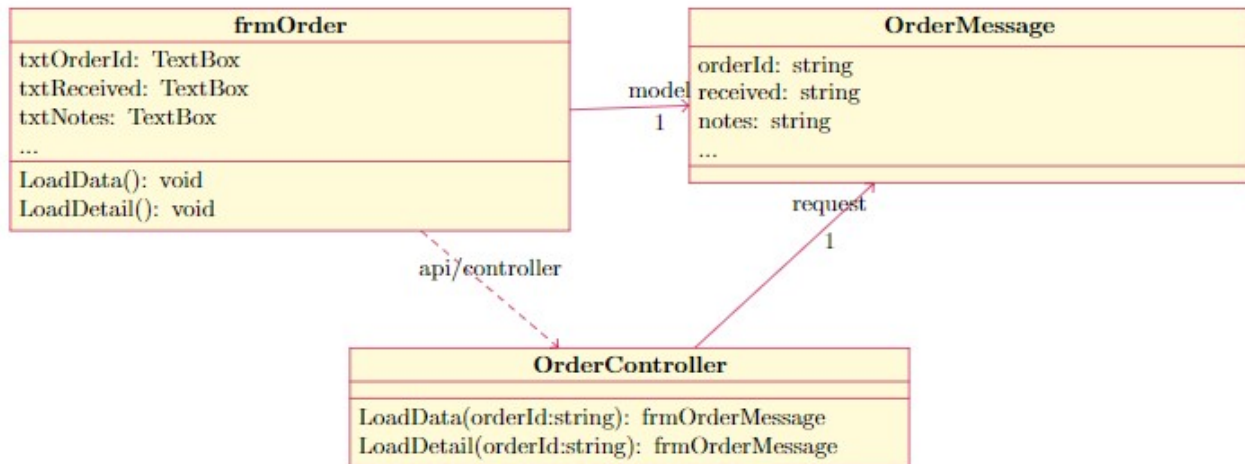 frmOrder
txtOrderId: TextBox
txtReceived: TextBox
txtNotes: TextBox
...
LoadData(): void
LoadDetail(): void
model
1
OrderMessage
orderId: string
received: string
notes: string
...
request
1
api/controller
OrderController
LoadData(orderId:string): frmOrderMessage
LoadDetail(orderId:string): frmOrderMessage